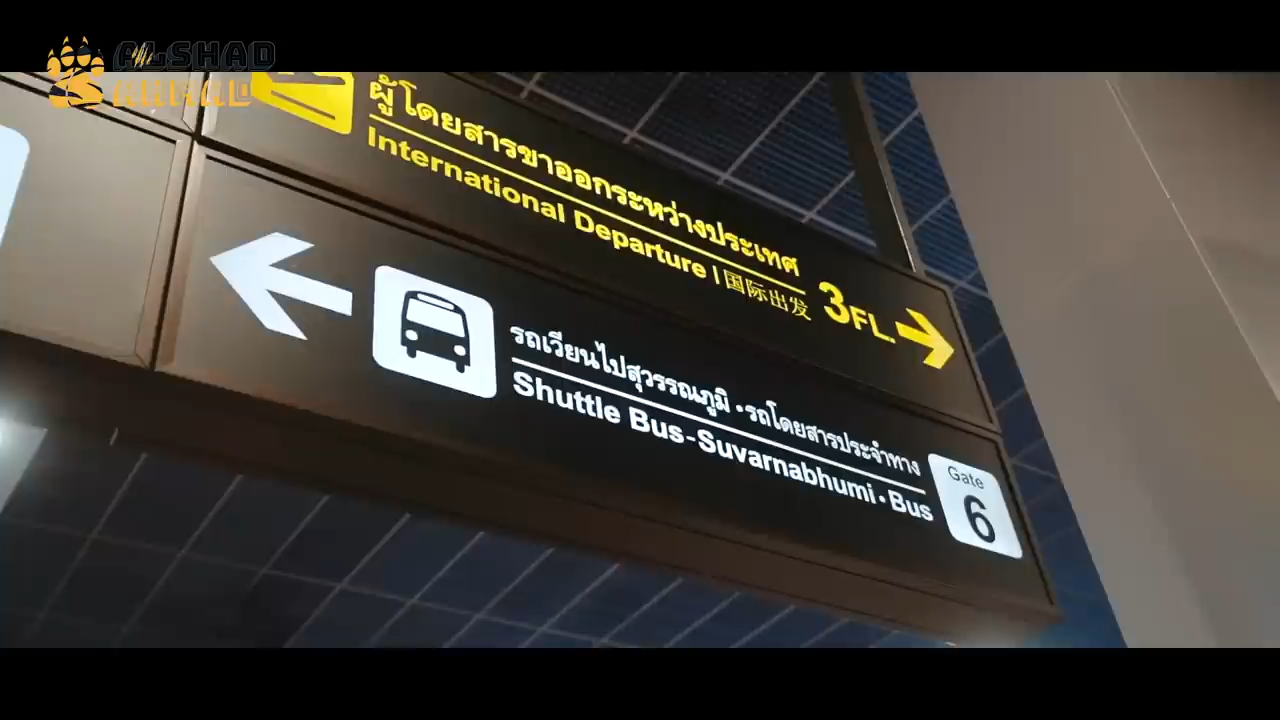 ALSHAD
AHMAD
ผู้โดยสารขาออกระหว่างประเทศ
International Departure | 国际出发
3FL.
รถเวียนไปสุวรรณภูมิ • รถโดยสารประจำทาง
Shuttle Bus-Suvarnabhumi • Bus
Gate
6